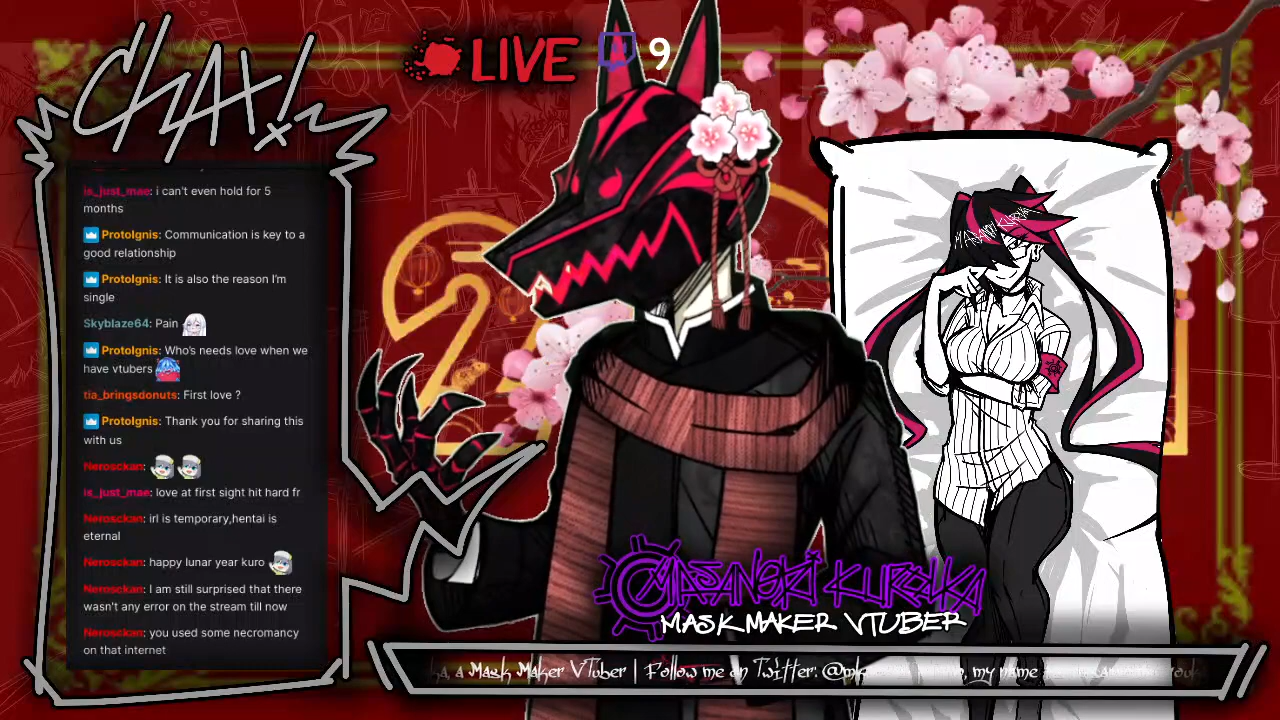 CHAT!
LIVE 9
is_just_mae: i can't even hold for 5
months
ProtoIgnis: Communication is key to a
good relationship
ProtoIgnis: It is also the reason I'm
single
Skyblaze64: Pain
ProtoIgnis: Who's needs love when we
have vtubers
tia_bringsdonuts: First love ?
ProtoIgnis: Thank you for sharing this
with us
Nerosckan:
is_just_mae: love at first sight hit hard fr
Nerosckan: irl is temporary,hentai is
eternal
Nerosckan: happy lunar year kuro
Nerosckan: I am still surprised that there
wasn't any error on the stream till now
Nerosckan: you used some necromancy
on that internet
MASK MAKER VTUBER
a Mask Maker VTuber | Follow me on Twitter: my name